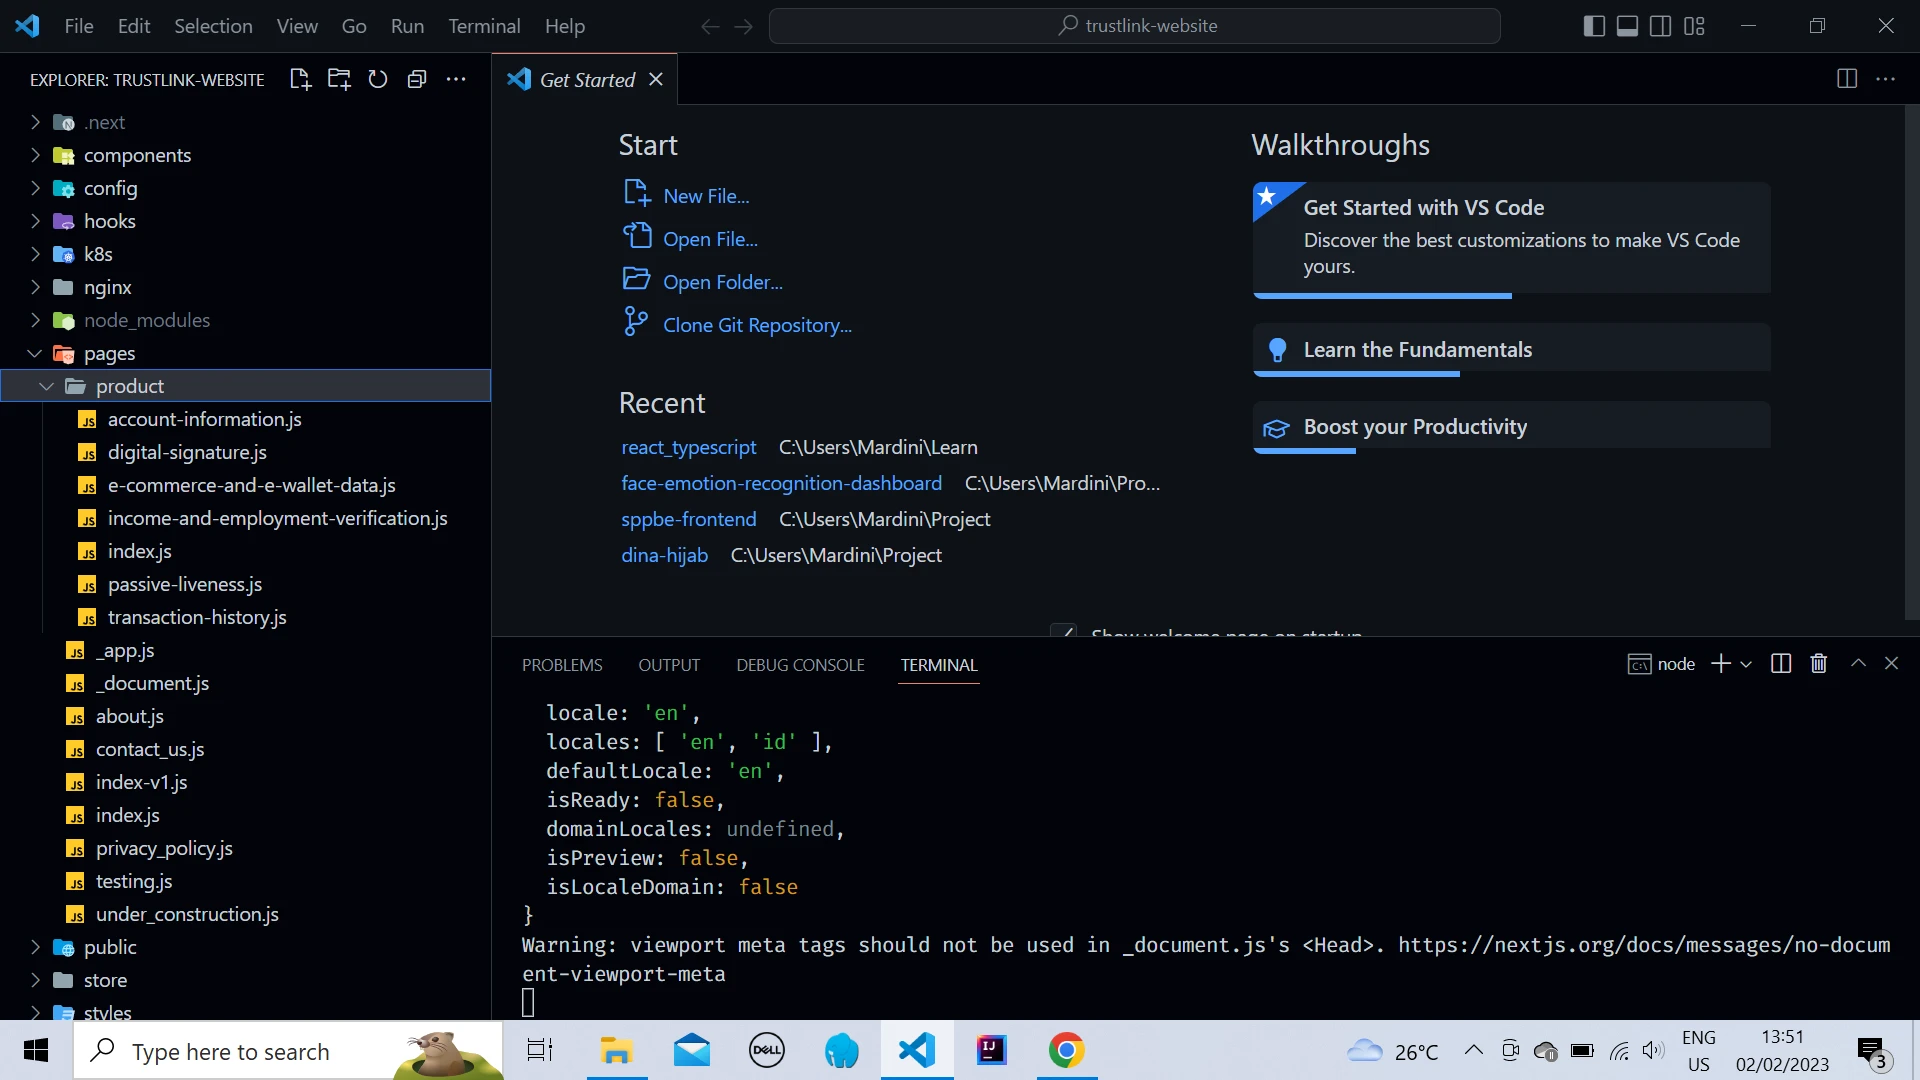 File Edit Selection View Go Run Terminal Help
trustlink-website
EXPLORER: TRUSTLINK-WEBSITE
.next
components
config
hooks
k8s
nginx
node_modules
pages
product
account-information.js
digital-signature.js
e-commerce-and-e-wallet-data.js
income-and-employment-verification.js
index.js
passive-liveness.js
transaction-history.js
_app.js
_document.js
about.js
contact_us.js
index-v1.js
index.js
privacy_policy.js
testing.js
under_construction.js
public
store
styles
Get Started
Start
New File...
Open File...
Open Folder...
Clone Git Repository...
Recent
react_typescript C:\Users\Mardini\Learn
face-emotion-recognition-dashboard C:\Users\Mardini\Pro...
sppbe-frontend C:\Users\Mardini\Project
dina-hijab C:\Users\Mardini\Project
Walkthroughs
Get Started with VS Code
Discover the best customizations to make VS Code
yours.
Learn the Fundamentals
Boost your Productivity
Show welcome page on startup
PROBLEMS OUTPUT DEBUG CONSOLE TERMINAL
node
locale: 'en',
locales: [ 'en', 'id' ],
defaultLocale: 'en',
isReady: false,
domainLocales: undefined,
isPreview: false,
isLocaleDomain: false
}
Warning: viewport meta tags should not be used in _document.js's <Head>. https://nextjs.org/docs/messages/no-docum
ent-viewport-meta
Type here to search
DELL
IJ
26°C
ENG
US
13:51
02/02/2023
3